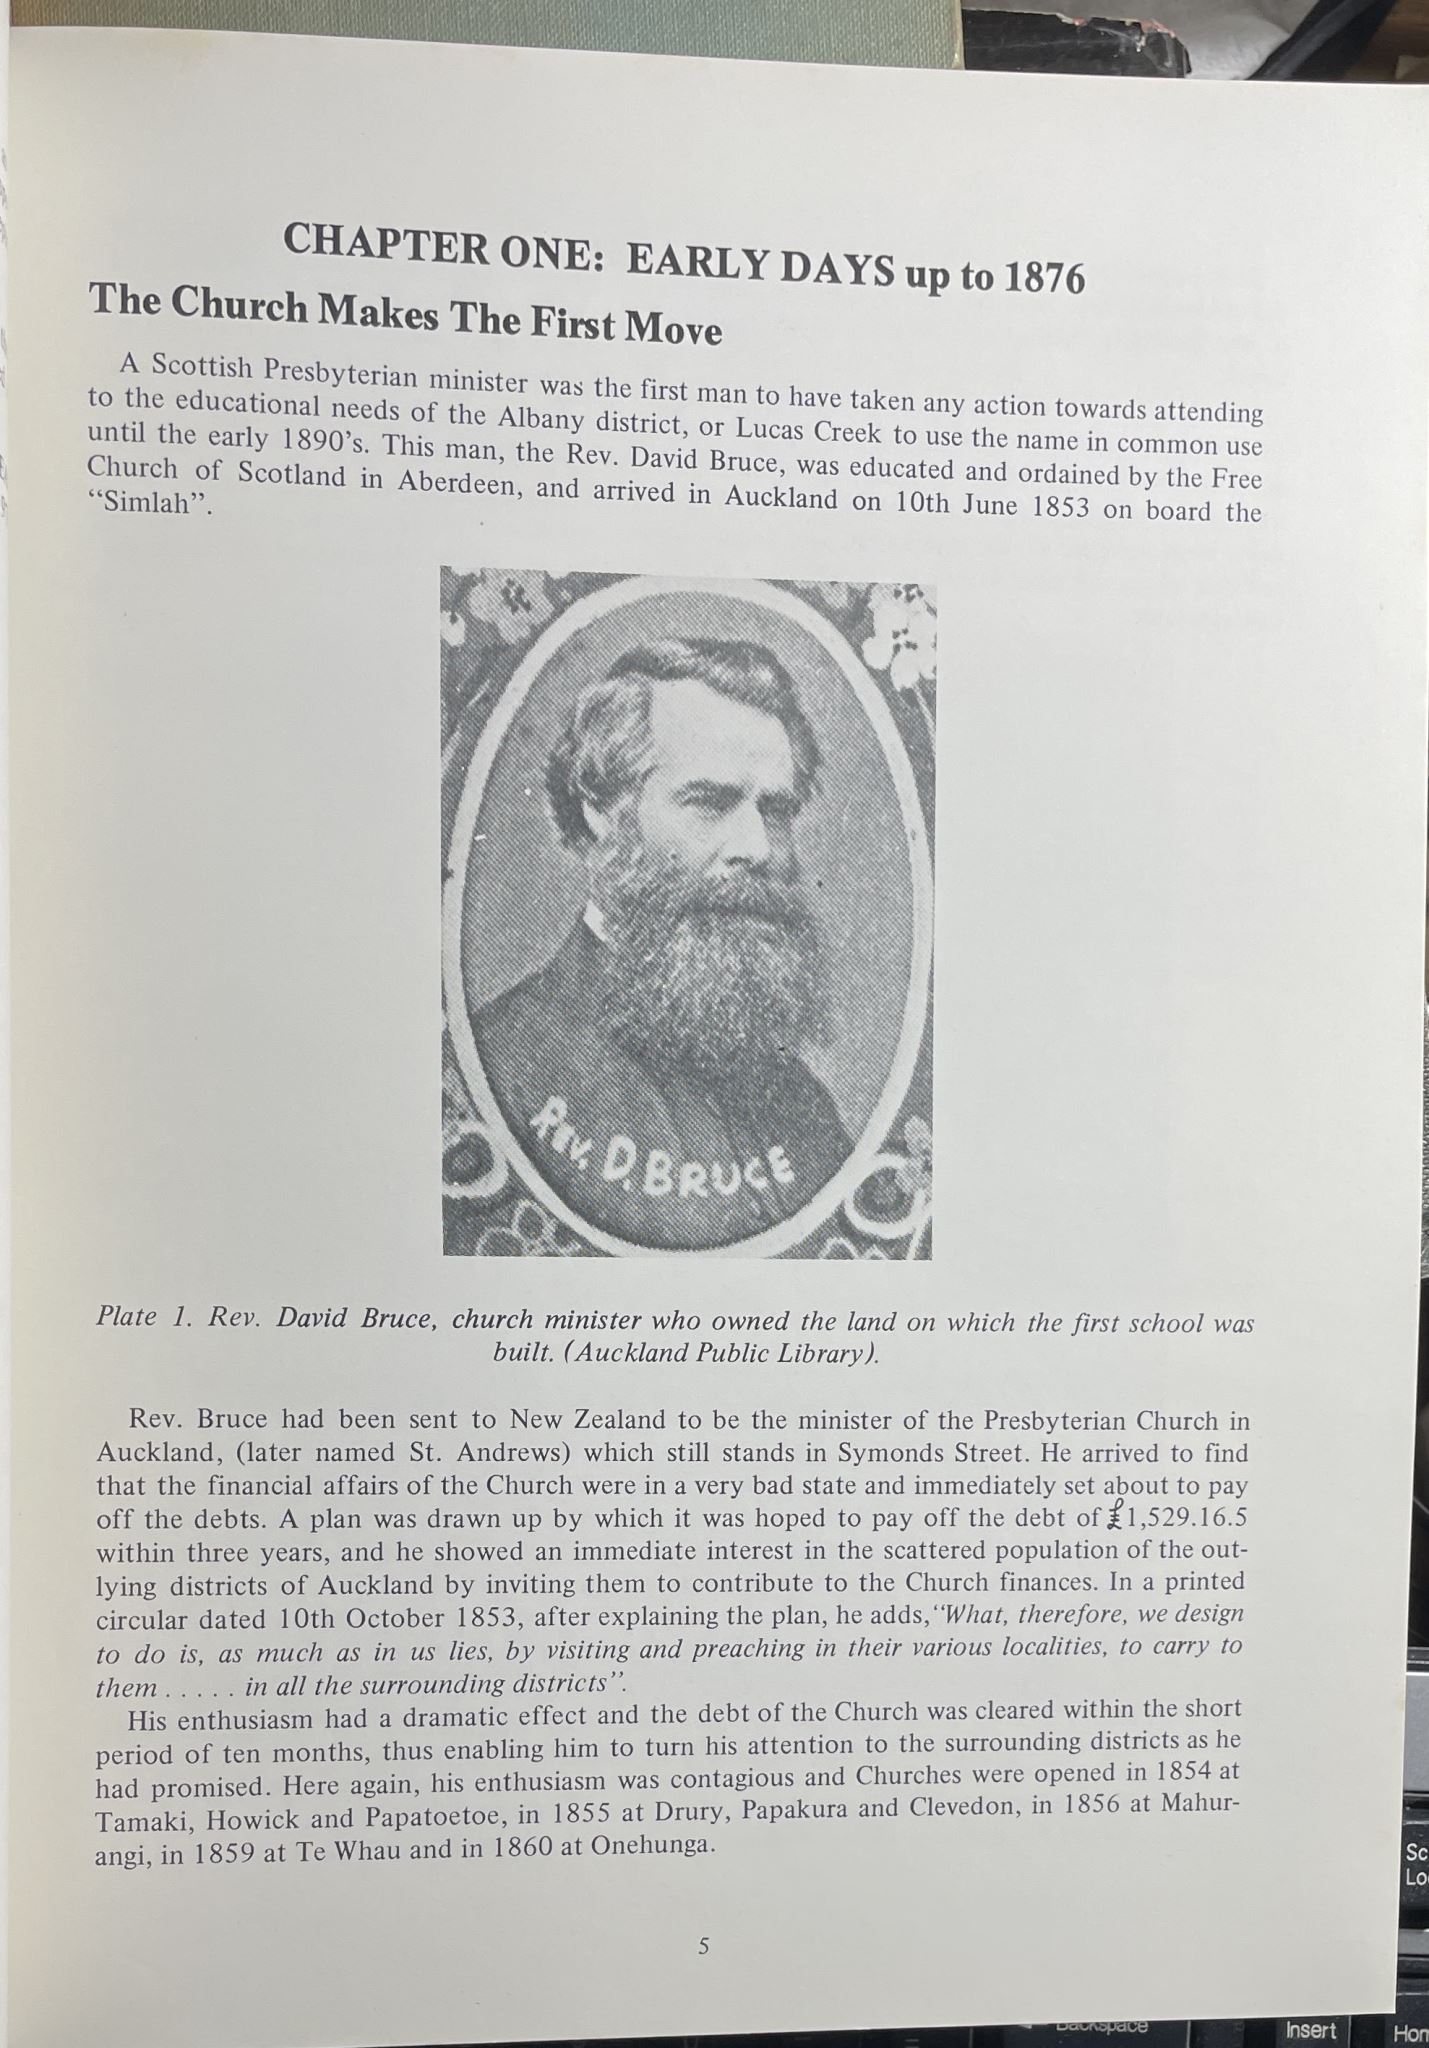 CHAPTER ONE: EARLY DAYS up to 1876
The Church Makes The First Move
A Scottish Presbyterian minister was the first man to have taken any action towards attending
to the educational needs of the Albany district, or Lucas Creek to use the name in common use
until the early 1890's. This man, the Rev. David Bruce, was educated and ordained by the Free
Church of Scotland in Aberdeen, and arrived in Auckland on 10th June 1853 on board the
“Simlah”.
REV. D. BRUCE
Plate 1. Rev. David Bruce, church minister who owned the land on which the first school was
built. (Auckland Public Library).
Rev. Bruce had been sent to New Zealand to be the minister of the Presbyterian Church in
Auckland, (later named St. Andrews) which still stands in Symonds Street. He arrived to find
that the financial affairs of the Church were in a very bad state and immediately set about to pay
off the debts. A plan was drawn up by which it was hoped to pay off the debt of £1,529.16.5
within three years, and he showed an immediate interest in the scattered population of the out-
lying districts of Auckland by inviting them to contribute to the Church finances. In a printed
circular dated 10th October 1853, after explaining the plan, he adds, “What, therefore, we design
to do is, as much as in us lies, by visiting and preaching in their various localities, to carry to
them . . . . . in all the surrounding districts”.
His enthusiasm had a dramatic effect and the debt of the Church was cleared within the short
period of ten months, thus enabling him to turn his attention to the surrounding districts as he
had promised. Here again, his enthusiasm was contagious and Churches were opened in 1854 at
Tamaki, Howick and Papatoetoe, in 1855 at Drury, Papakura and Clevedon, in 1856 at Mahur-
angi, in 1859 at Te Whau and in 1860 at Onehunga.
5
Sc
Lo
Backspace
Insert
Hom